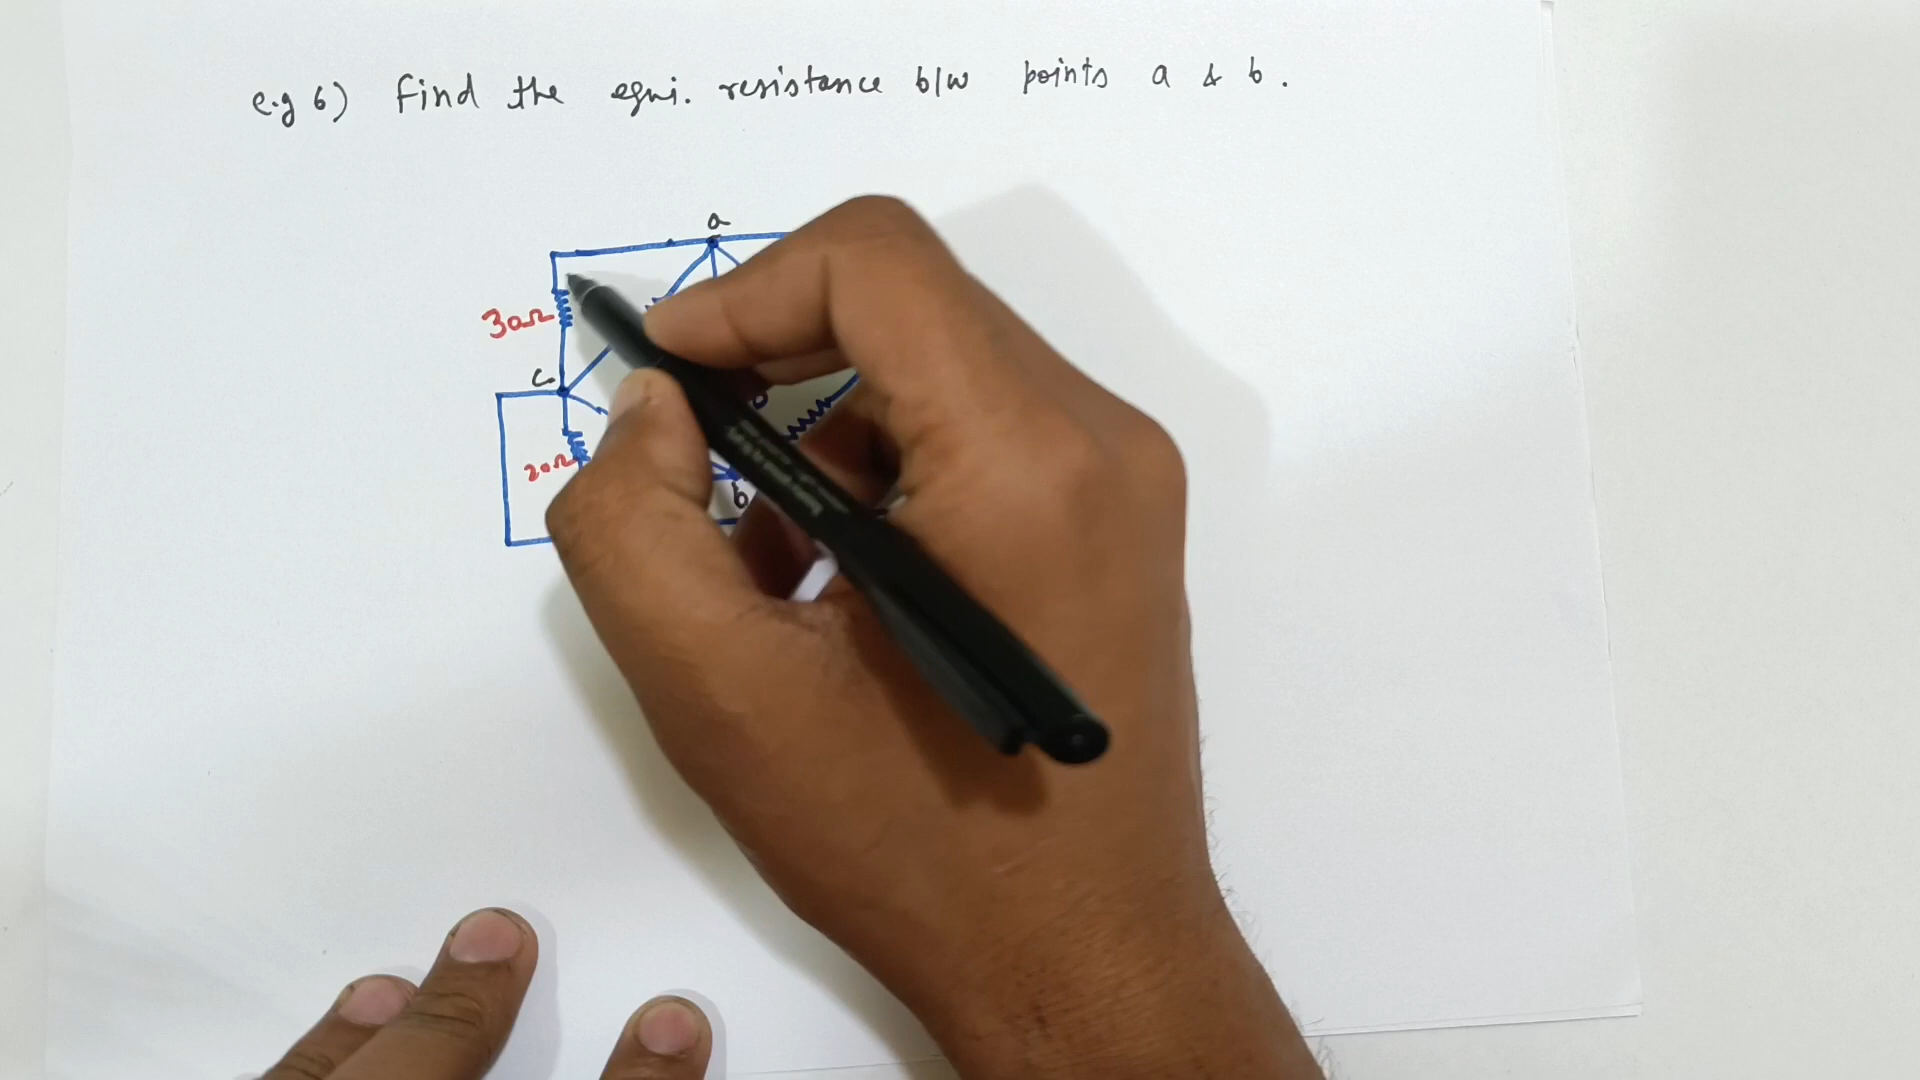 e.g 6) Find the equi. resistance b/w points a & b.
a
30Ω
c
20Ω
b